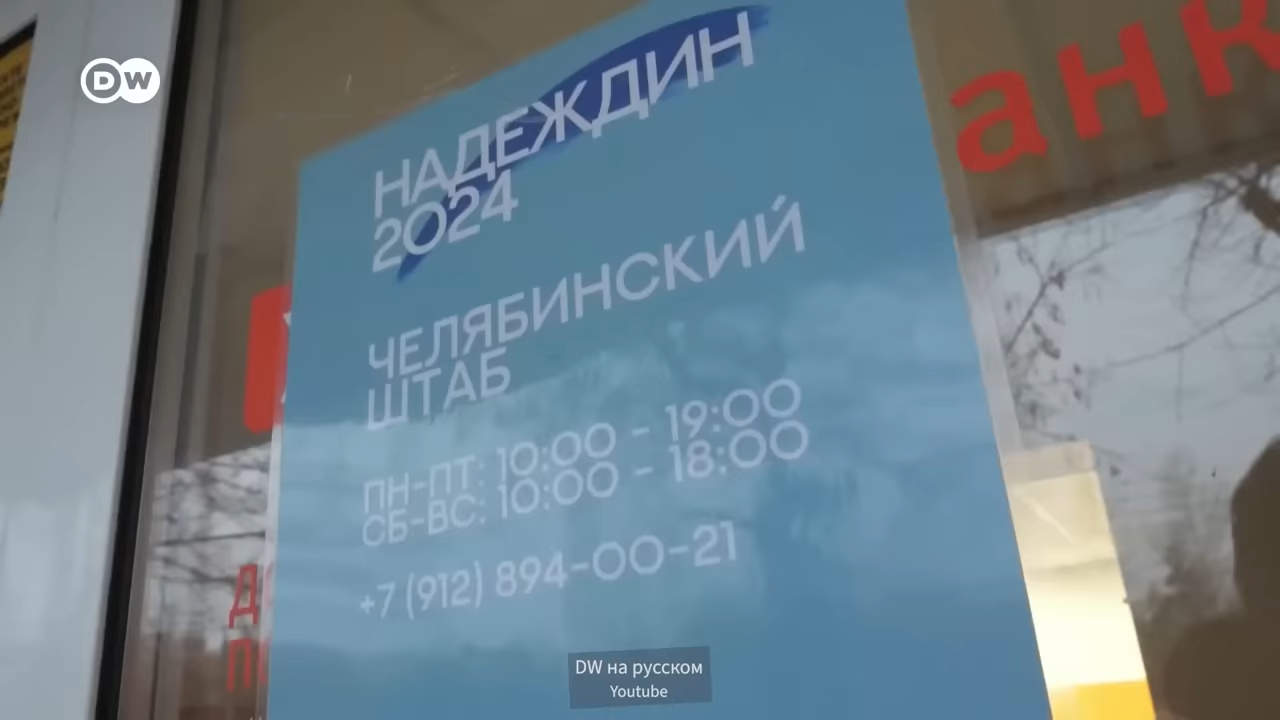 DW
НАДЕЖДИН
2024
ЧЕЛЯБИНСКИЙ
ШТАБ
ПН-ПТ: 10:00 - 19:00
СБ-ВС: 10:00 - 18:00
+7 (912) 894-00-21
DW на русском
Youtube